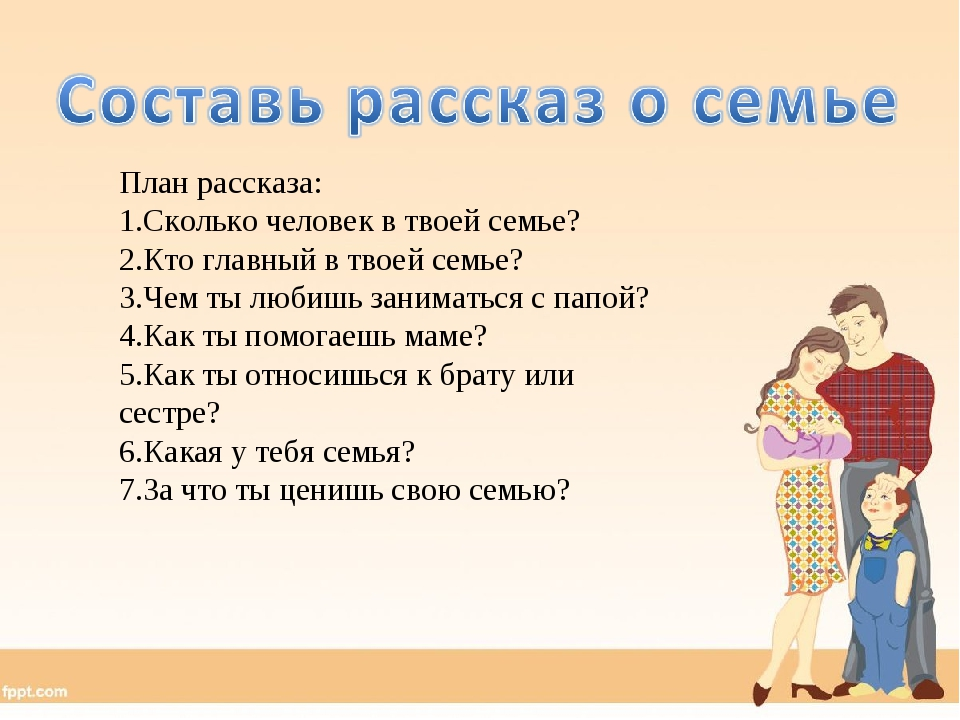 Составь рассказ о семье
План рассказа:
1.Сколько человек в твоей семье?
2.Кто главный в твоей семье?
3.Чем ты любишь заниматься с папой?
4.Как ты помогаешь маме?
5.Как ты относишься к брату или
сестре?
6.Какая у тебя семья?
7.За что ты ценишь свою семью?
fppt.com